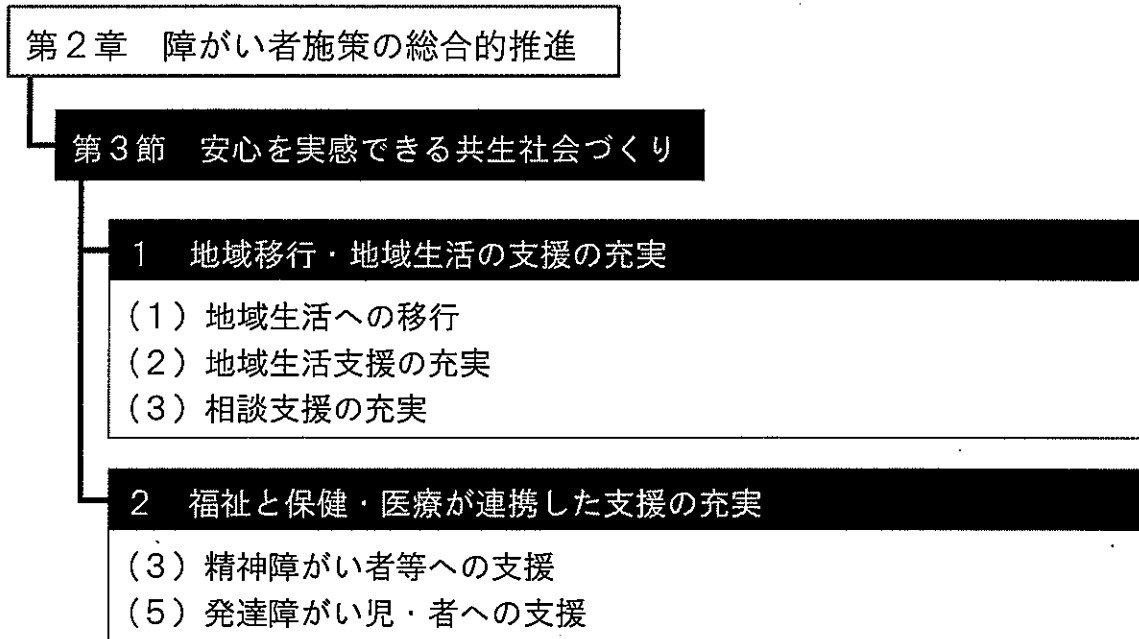 第２章　障がい者施策の総合的推進
第３節　安心を実感できる共生社会づくり
１　地域移行・地域生活の支援の充実
（１）地域生活への移行
（２）地域生活支援の充実
（３）相談支援の充実
２　福祉と保健・医療が連携した支援の充実
（３）精神障がい者等への支援
（５）発達障がい児・者への支援